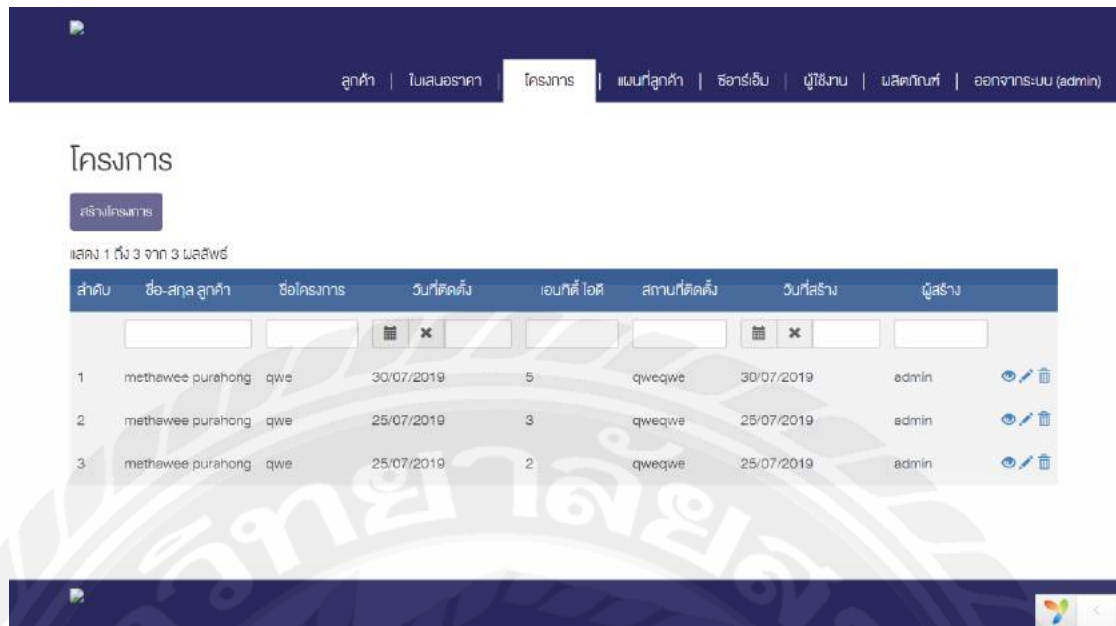 ลูกค้า | ใบเสนอราคา | โครงการ | แผนที่ลูกค้า | ซีอาร์เอ็ม | ผู้ใช้งาน | ผลิตภัณฑ์ | ออกจากระบบ (admin)
โครงการ
สร้างโครงการ
แสดง 1 ถึง 3 จาก 3 ผลลัพธ์
ลำดับ ชื่อ-สกุล ลูกค้า ชื่อโครงการ วันที่ติดตั้ง เอนทิตี้ ไอดี สถานที่ติดตั้ง วันที่สร้าง ผู้สร้าง
1 methawee purahong qwe 30/07/2019 5 qweqwe 30/07/2019 admin
2 methawee purahong qwe 25/07/2019 3 qweqwe 25/07/2019 admin
3 methawee purahong qwe 25/07/2019 2 qweqwe 25/07/2019 admin